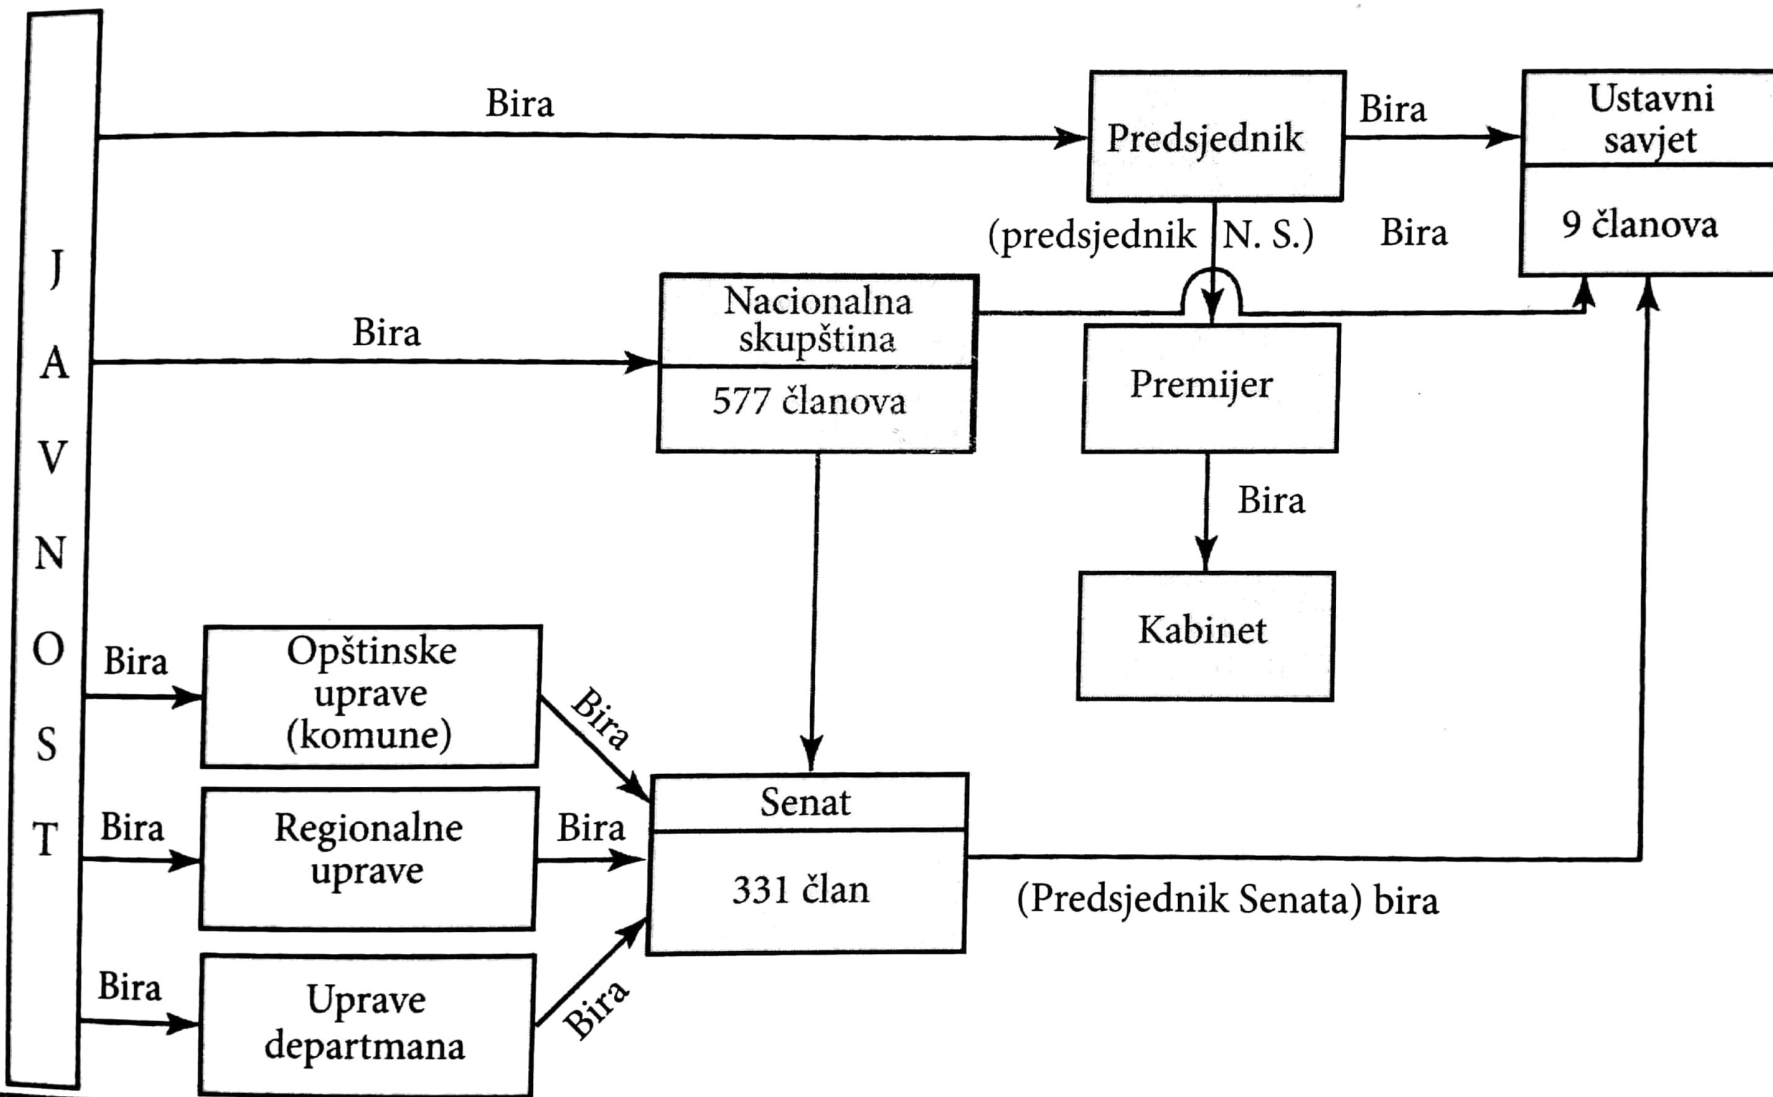 JAVNOST
Bira
Predsjednik
Bira
Ustavni
savjet
9 članova
(predsjednik N. S.)
Bira
Bira
Nacionalna
skupština
577 članova
Premijer
Bira
Kabinet
Bira
Opštinske
uprave
(komune)
Bira
Bira
Regionalne
uprave
Bira
Senat
331 član
(Predsjednik Senata) bira
Bira
Uprave
departmana
Bira